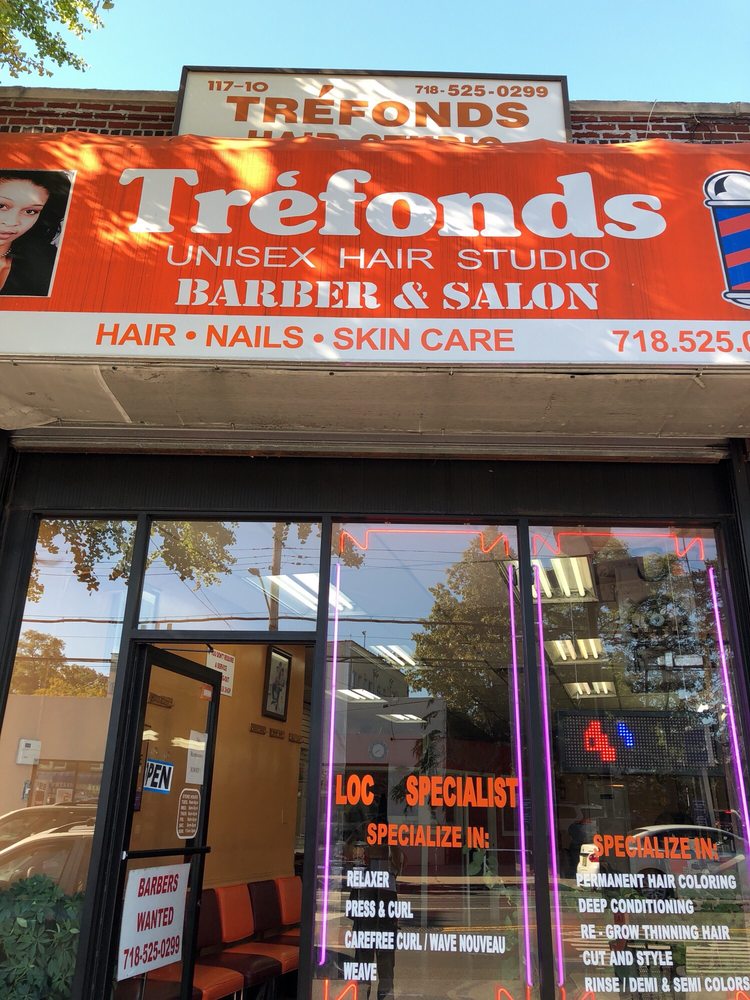 117-10 718-525-0299
TRÉFONDS
HAIR STUDIO
Tréfonds
UNISEX HAIR STUDIO
BARBER & SALON
HAIR • NAILS • SKIN CARE 718.525.0
OPEN
BARBERS
WANTED
718-525-0299
LOC SPECIALIST
SPECIALIZE IN:
RELAXER
PRESS & CURL
CAREFREE CURL / WAVE NOUVEAU
WEAVE
SPECIALIZE IN:
PERMANENT HAIR COLORING
DEEP CONDITIONING
RE - GROW THINNING HAIR
CUT AND STYLE
RINSE / DEMI & SEMI COLORS